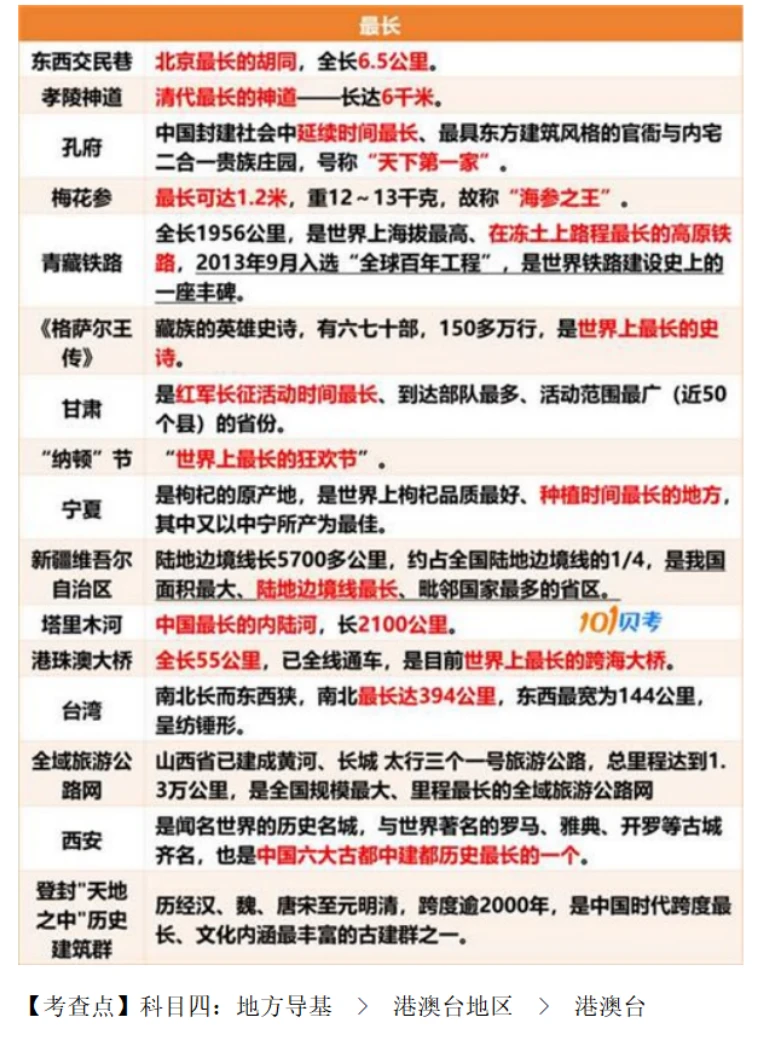 最长
东西交民巷 北京最长的胡同，全长6.5公里。
孝陵神道 清代最长的神道——长达6千米。
孔府
中国封建社会中延续时间最长、最具东方建筑风格的官衙与内宅
二合一贵族庄园，号称“天下第一家”。
梅花参 最长可达1.2米，重12～13千克，故称“海参之王”。
青藏铁路
全长1956公里，是世界上海拔最高、在冻土上路程最长的高原铁
路，2013年9月入选“全球百年工程”，是世界铁路建设史上的
一座丰碑。
《格萨尔王
传》
藏族的英雄史诗，有六七十部，150多万行，是世界上最长的史
诗。
甘肃
是红军长征活动时间最长、到达部队最多、活动范围最广（近50
个县）的省份。
“纳顿”节 “世界上最长的狂欢节”。
宁夏
是枸杞的原产地，是世界上枸杞品质最好、种植时间最长的地方，
其中又以中宁所产为最佳。
新疆维吾尔
自治区
陆地边境线长5700多公里，约占全国陆地边境线的1/4，是我国
面积最大、陆地边境线最长、毗邻国家最多的省区。
塔里木河 中国最长的内陆河，长2100公里。
101贝考
港珠澳大桥 全长55公里，已全线通车，是目前世界上最长的跨海大桥。
台湾
南北长而东西狭，南北最长达394公里，东西最宽为144公里，
呈纺锤形。
全域旅游公
路网
山西省已建成黄河、长城 太行三个一号旅游公路，总里程达到1.
3万公里，是全国规模最大、里程最长的全域旅游公路网
西安
是闻名世界的历史名城，与世界著名的罗马、雅典、开罗等古城
齐名，也是中国六大古都中建都历史最长的一个。
登封"天地
之中"历史
建筑群
历经汉、魏、唐宋至元明清，跨度逾2000年，是中国时代跨度最
长、文化内涵最丰富的古建群之一。
【考查点】科目四：地方导基 > 港澳台地区 > 港澳台